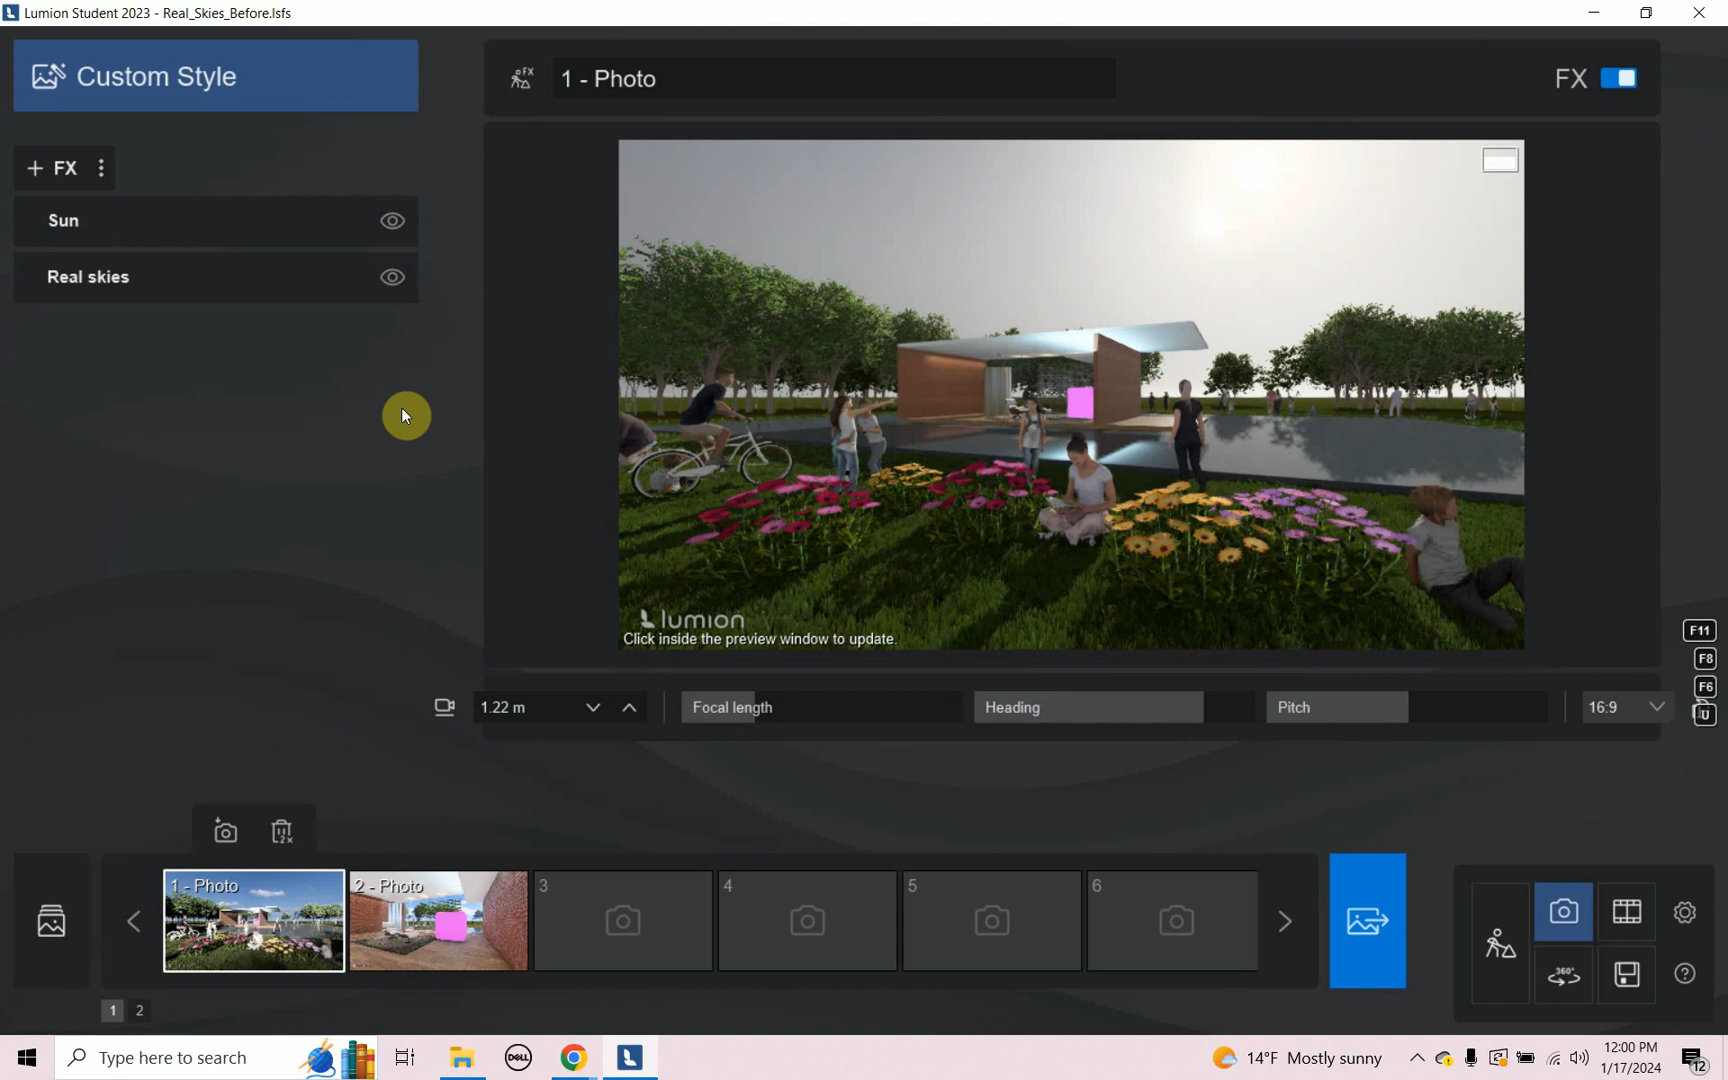 Lumion Student 2023 - Real_Skies_Before.lsfs
Custom Style
1 - Photo
FX
+ FX
Sun
Real skies
lumion
Click inside the preview window to update.
F11
F8
F6
U
1.22 m
Focal length
Heading
Pitch
16:9
1 - Photo
2 - Photo
3
4
5
6
360°
1
2
Type here to search
DELL
14°F Mostly sunny
12:00 PM
1/17/2024
12